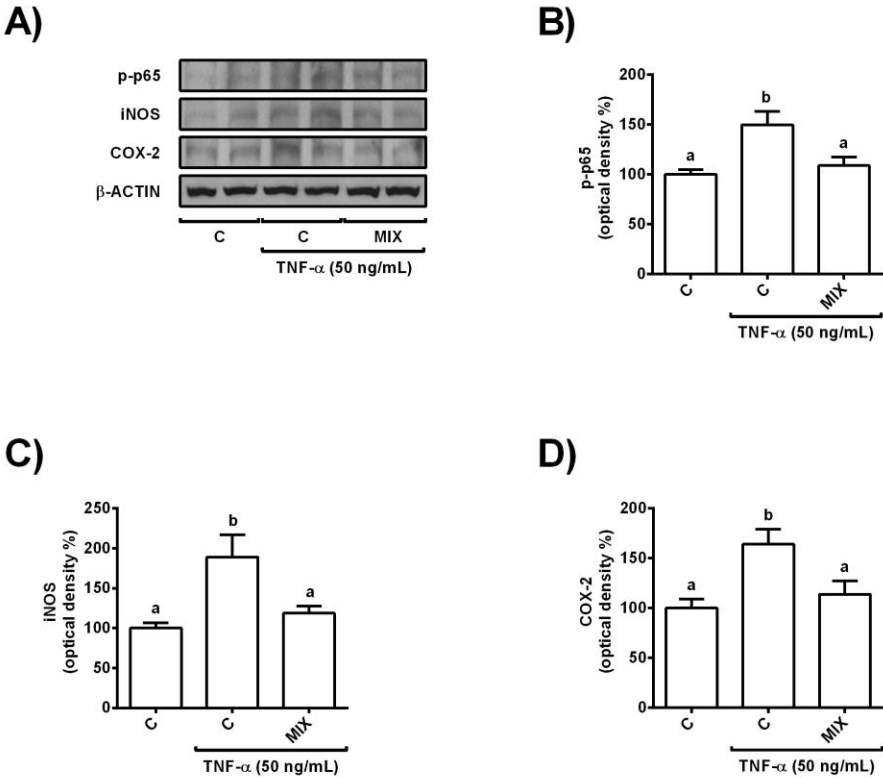 A)
p-p65
iNOS
COX-2
β-ACTIN
C C MIX
TNF-α (50 ng/mL)
B)
p-p65
(optical density %)
200
150
100
50
0
a b a
C C MIX
TNF-α (50 ng/mL)
C)
iNOS
(optical density %)
250
200
150
100
50
0
a b a
C C MIX
TNF-α (50 ng/mL)
D)
COX-2
(optical density %)
200
150
100
50
0
a b a
C C MIX
TNF-α (50 ng/mL)